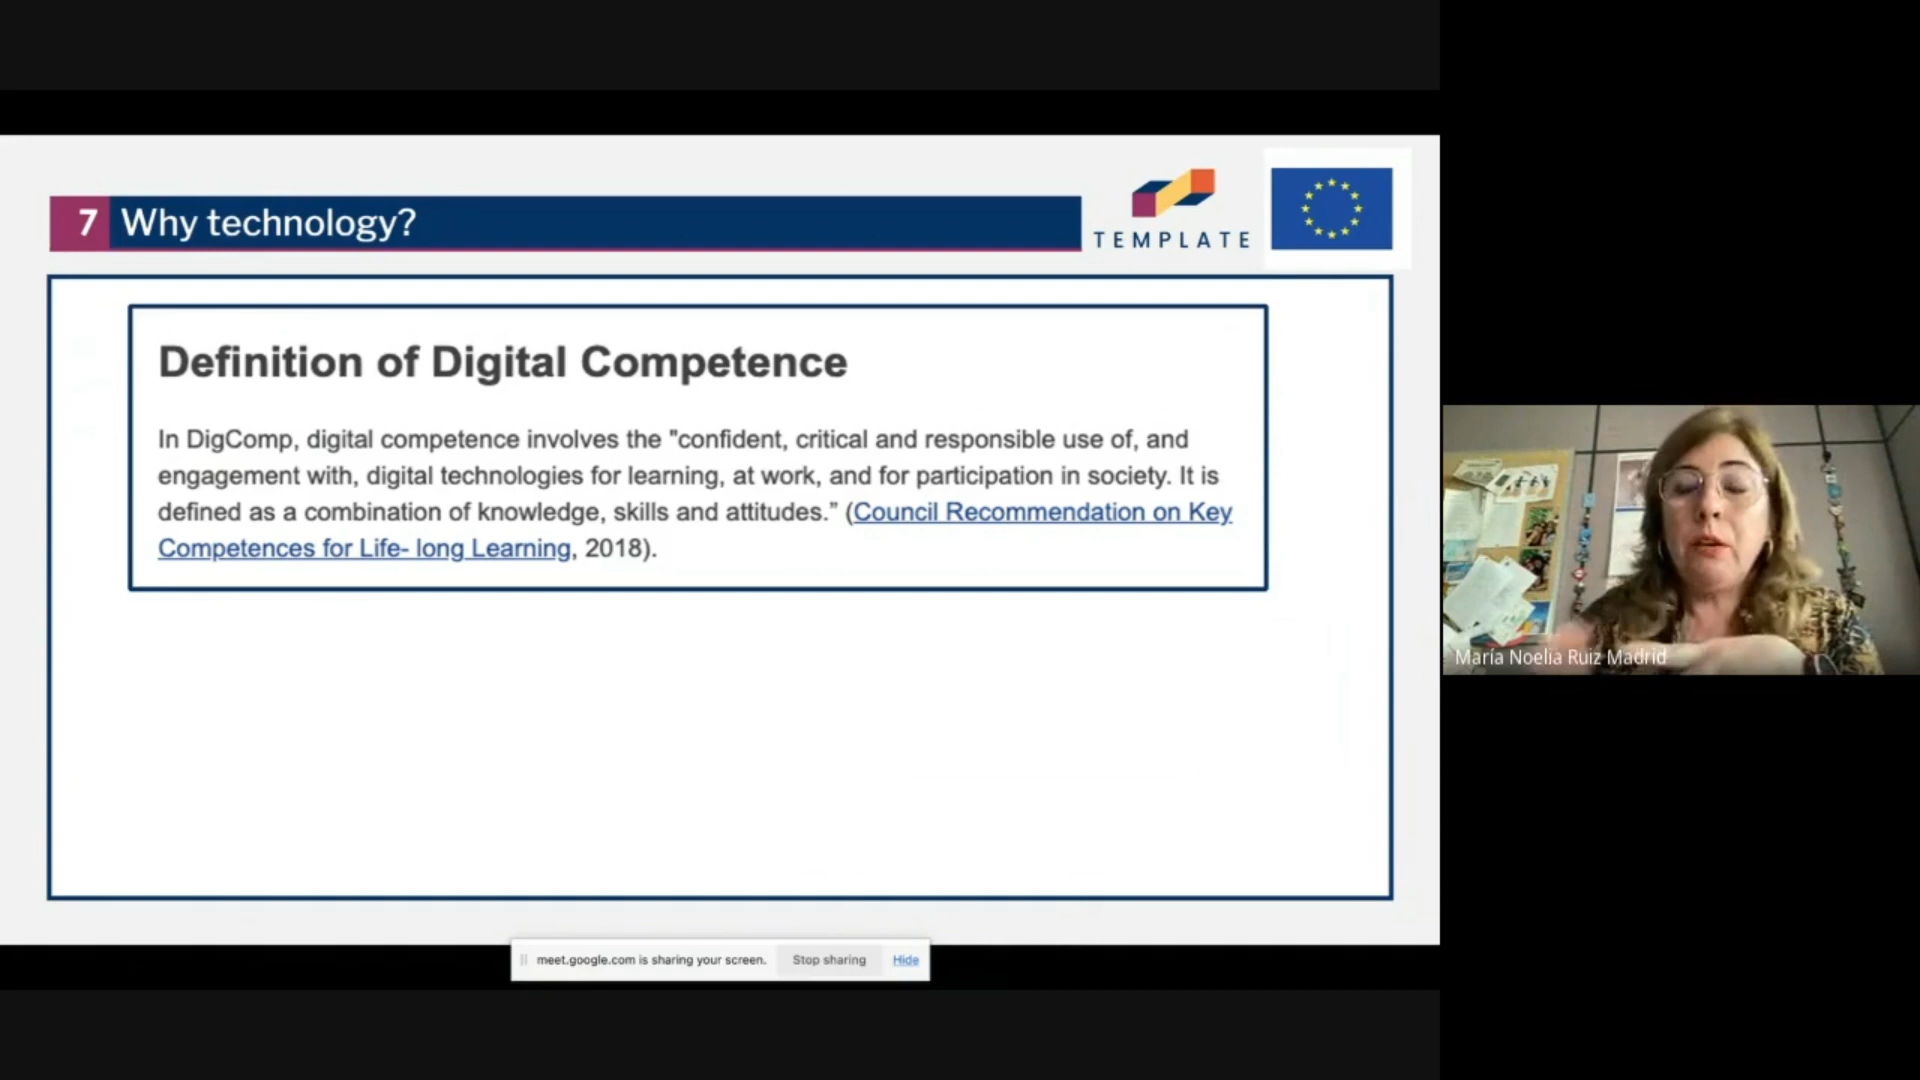 7 Why technology?
TEMPLATE
Definition of Digital Competence
In DigComp, digital competence involves the "confident, critical and responsible use of, and
engagement with, digital technologies for learning, at work, and for participation in society. It is
defined as a combination of knowledge, skills and attitudes.” (Council Recommendation on Key
Competences for Life- long Learning, 2018).
María Noelia Ruiz Madrid
meet.google.com is sharing your screen. Stop sharing Hide